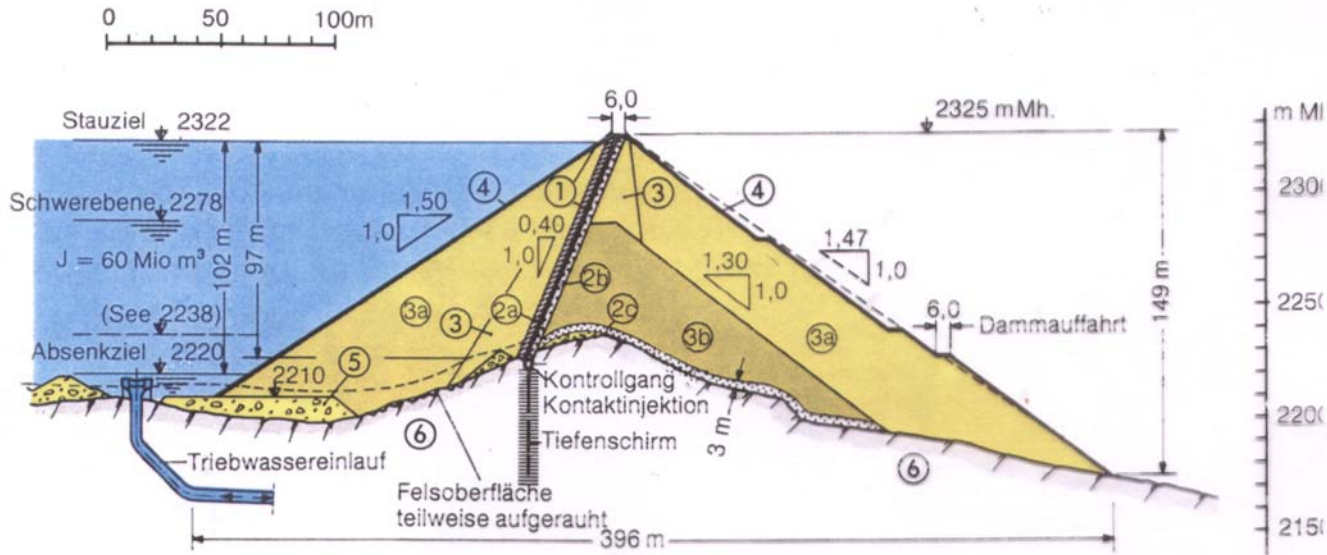 0 50 100m
6,0
Stauziel 2322
2325 mMh.
m M
4
1
3
4
230
Schwerebene 2278
1,50
1,0
0,40
1,0
1,47
1,0
J = 60 Mio m³
102 m
97 m
1,30
1,0
149 m
2b
2250
(See 2238)
3a
3
2a
2c
3b
3a
6,0
Dammauffahrt
Absenkziel 2220
5
2210
Kontrollgang
Kontaktinjektion
3 m
2200
6
Tiefenschirm
6
Triebwassereinlauf
Felsoberfläche
teilweise aufgerauht
396 m
215